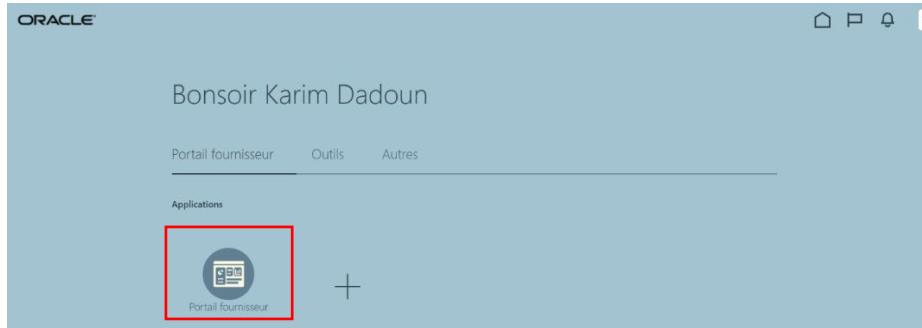 ORACLE
Bonsoir Karim Dadoun
Portail fournisseur Outils Autres
Applications
Portail fournisseur